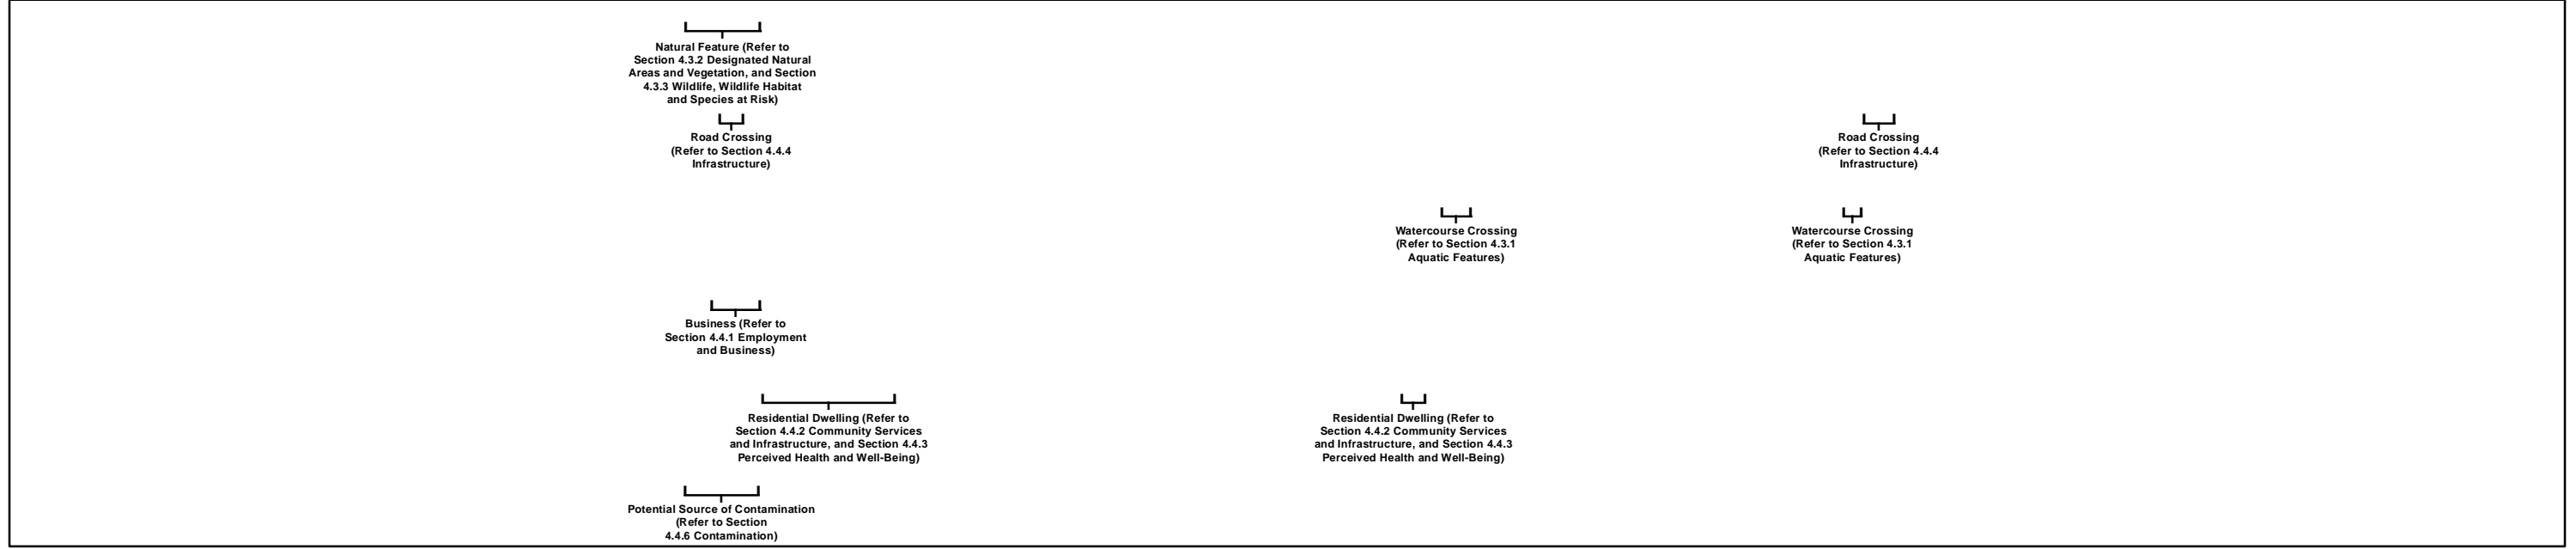 Natural Feature (Refer to
Section 4.3.2 Designated Natural
Areas and Vegetation, and Section
4.3.3 Wildlife, Wildlife Habitat
and Species at Risk)
Road Crossing
(Refer to Section 4.4.4
Infrastructure)
Road Crossing
(Refer to Section 4.4.4
Infrastructure)
Watercourse Crossing
(Refer to Section 4.3.1
Aquatic Features)
Watercourse Crossing
(Refer to Section 4.3.1
Aquatic Features)
Business (Refer to
Section 4.4.1 Employment
and Business)
Residential Dwelling (Refer to
Section 4.4.2 Community Services
and Infrastructure, and Section 4.4.3
Perceived Health and Well-Being)
Residential Dwelling (Refer to
Section 4.4.2 Community Services
and Infrastructure, and Section 4.4.3
Perceived Health and Well-Being)
Potential Source of Contamination
(Refer to Section
4.4.6 Contamination)